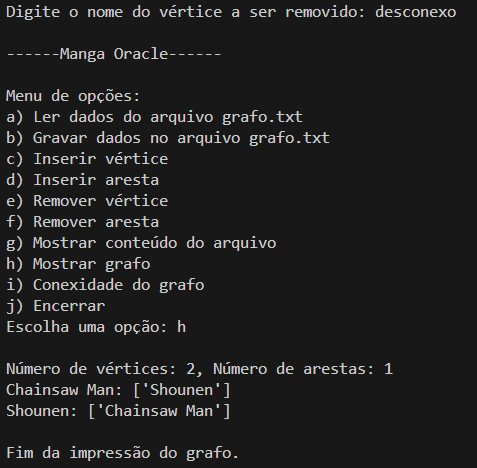 Digite o nome do vértice a ser removido: desconexo
------Manga Oracle------
Menu de opções:
a) Ler dados do arquivo grafo.txt
b) Gravar dados no arquivo grafo.txt
c) Inserir vértice
d) Inserir aresta
e) Remover vértice
f) Remover aresta
g) Mostrar conteúdo do arquivo
h) Mostrar grafo
i) Conexidade do grafo
j) Encerrar
Escolha uma opção: h
Número de vértices: 2, Número de arestas: 1
Chainsaw Man: ['Shounen']
Shounen: ['Chainsaw Man']
Fim da impressão do grafo.